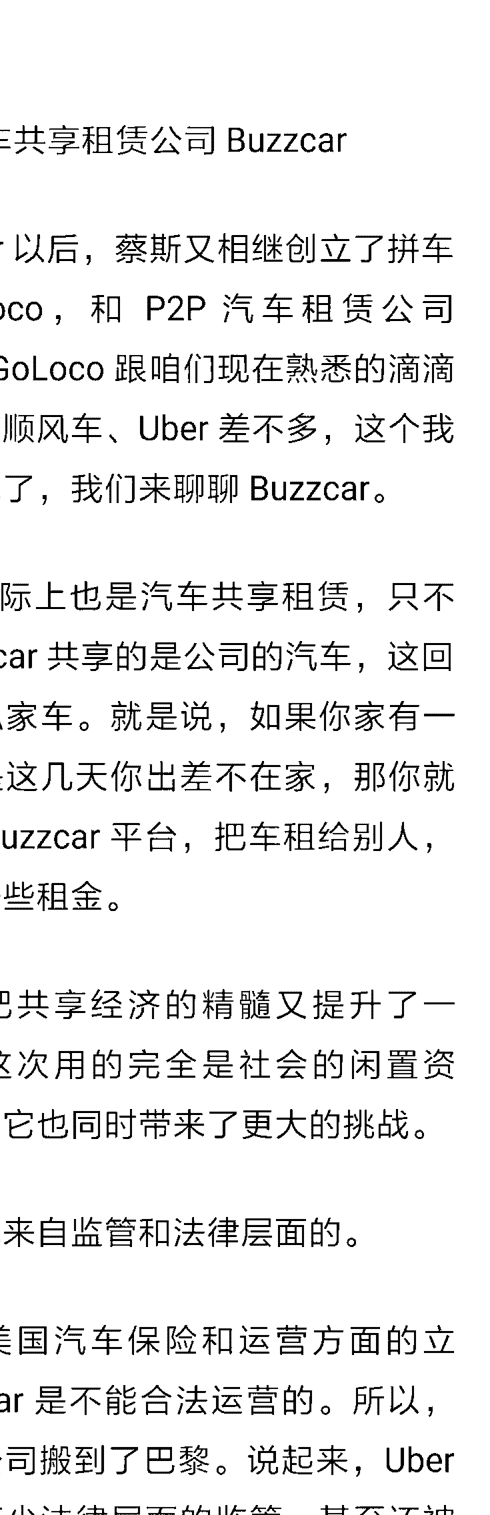 共享租赁公司 Buzzcar
以后，蔡斯又相继创立了拼车
oco，和 P2P 汽车租赁公司
GoLoco 跟咱们现在熟悉的滴滴
顺风车、Uber 差不多，这个我
了，我们来聊聊 Buzzcar。
际上也是汽车共享租赁，只不
car 共享的是公司的汽车，这回
家车。就是说，如果你家有一
这几天你出差不在家，那你就
uzzcar 平台，把车租给别人，
些租金。
把共享经济的精髓又提升了一
这次用的完全是社会的闲置资
它也同时带来了更大的挑战。
来自监管和法律层面的。
美国汽车保险和运营方面的立
ar 是不能合法运营的。所以，
司搬到了巴黎。说起来，Uber